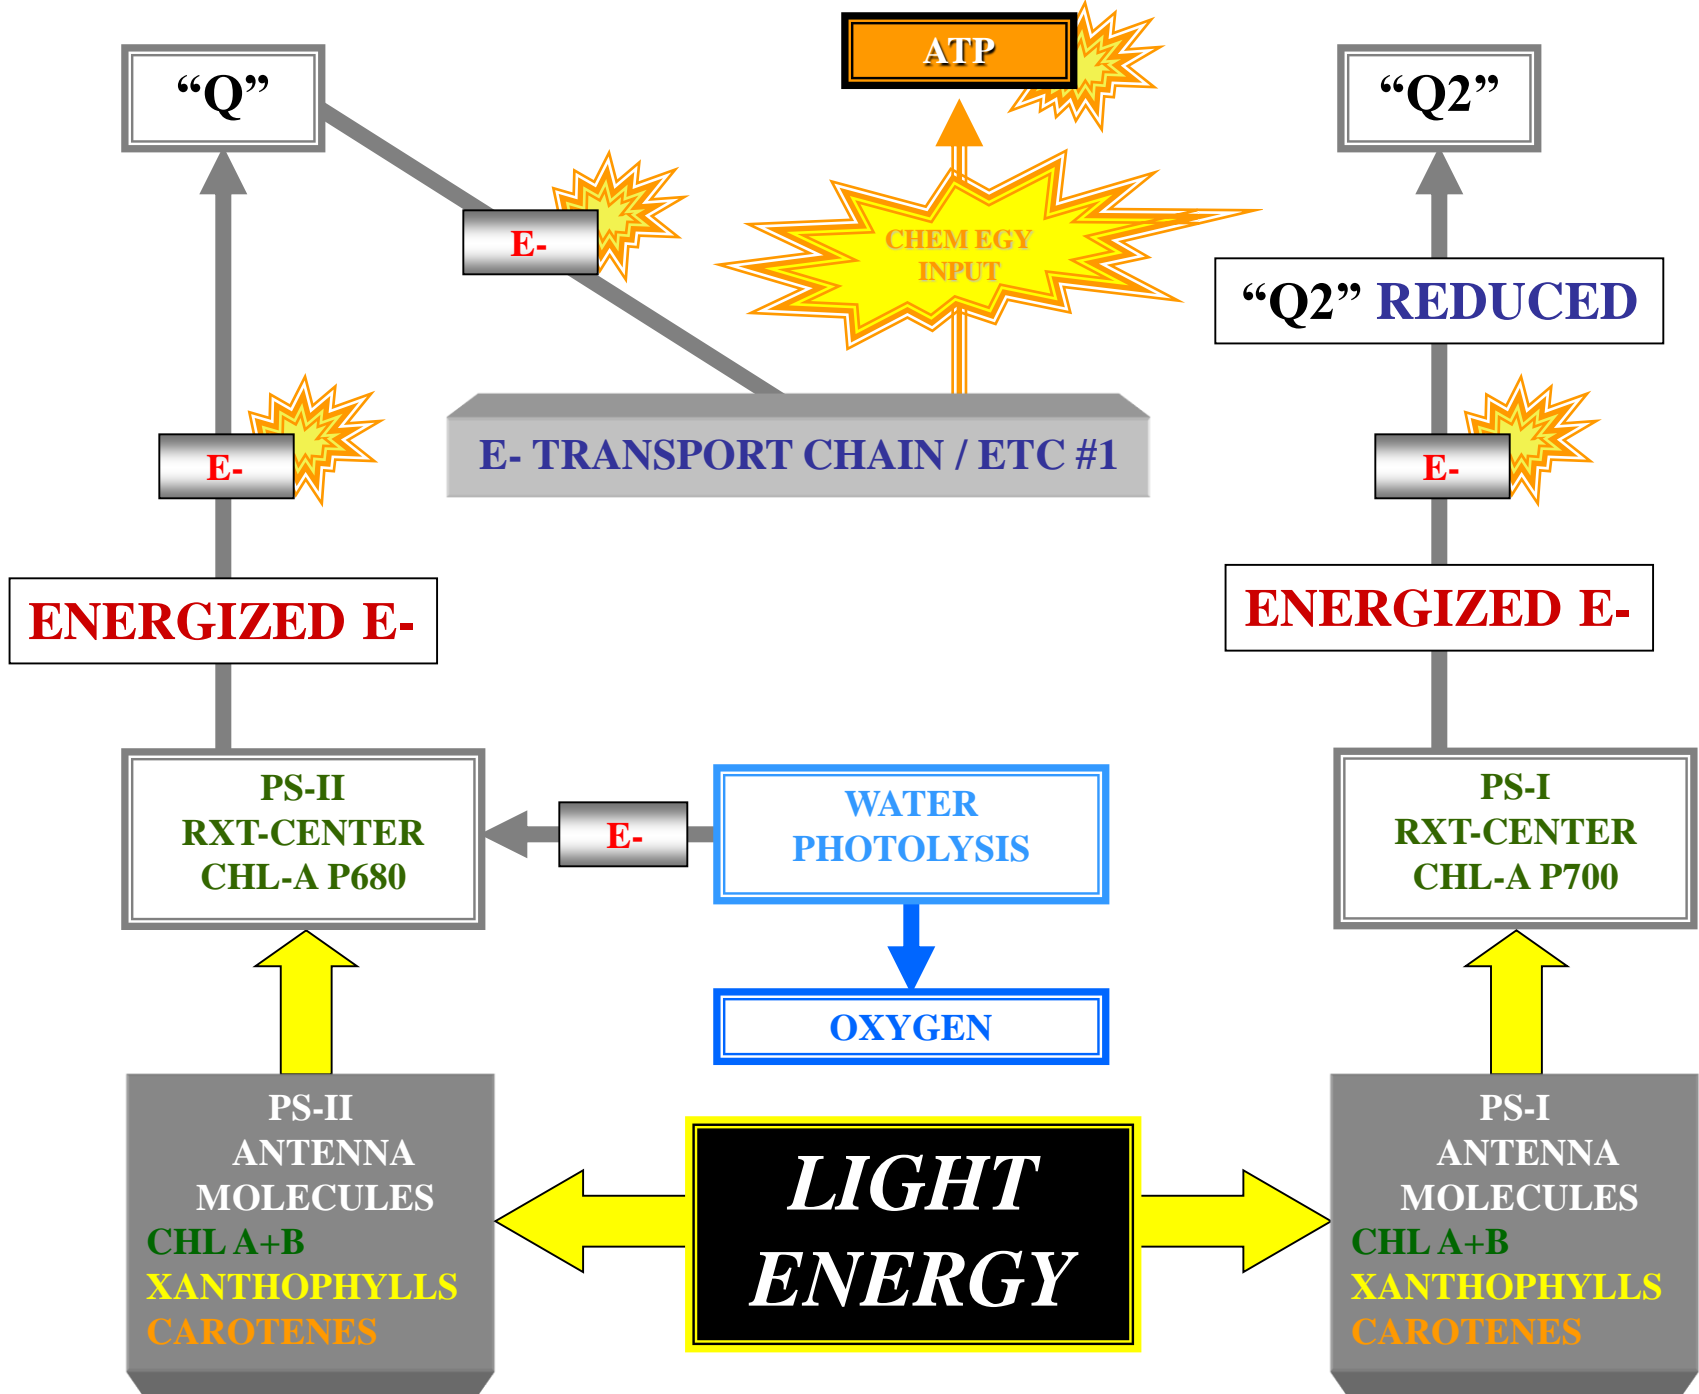 “Q”
ATP
“Q2”
E-
CHEM EGY
INPUT
“Q2” REDUCED
E-
E- TRANSPORT CHAIN / ETC #1
E-
ENERGIZED E-
ENERGIZED E-
PS-II
RXT-CENTER
CHL-A P680
E-
WATER
PHOTOLYSIS
PS-I
RXT-CENTER
CHL-A P700
OXYGEN
PS-II
ANTENNA
MOLECULES
CHL A+B
XANTHOPHYLLS
CAROTENES
LIGHT
ENERGY
PS-I
ANTENNA
MOLECULES
CHL A+B
XANTHOPHYLLS
CAROTENES